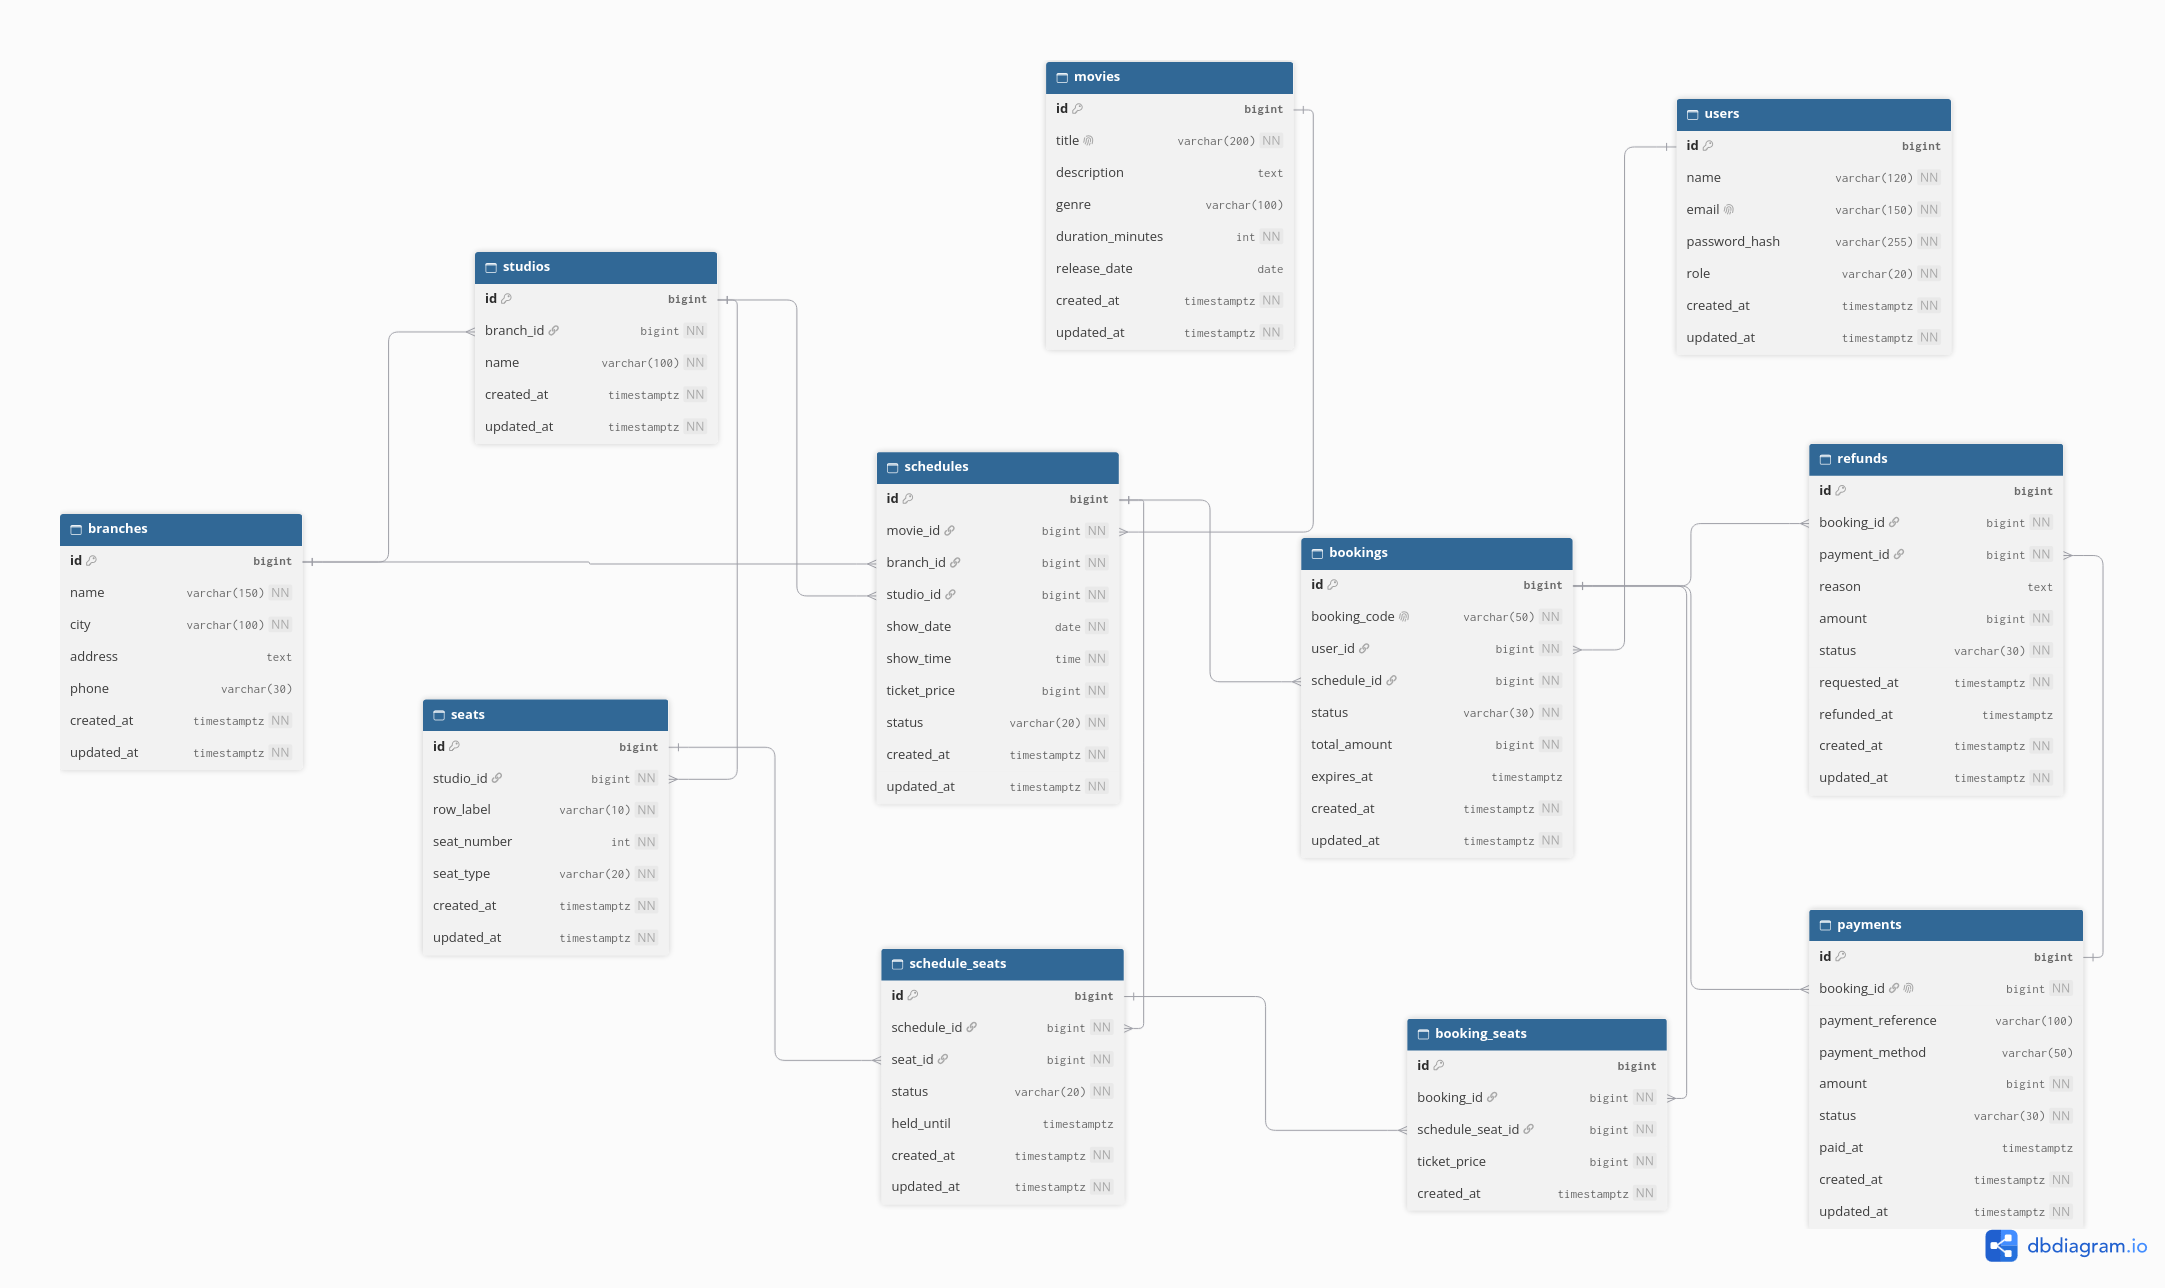 movies
id bigint
title varchar(200) NN
description text
genre varchar(100)
duration_minutes int NN
release_date date
created_at timestamptz NN
updated_at timestamptz NN
users
id bigint
name varchar(120) NN
email varchar(150) NN
password_hash varchar(255) NN
role varchar(20) NN
created_at timestamptz NN
updated_at timestamptz NN
studios
id bigint
branch_id bigint NN
name varchar(100) NN
created_at timestamptz NN
updated_at timestamptz NN
schedules
id bigint
movie_id bigint NN
branch_id bigint NN
studio_id bigint NN
show_date date NN
show_time time NN
ticket_price bigint NN
status varchar(20) NN
created_at timestamptz NN
updated_at timestamptz NN
refunds
id bigint
booking_id bigint NN
payment_id bigint NN
reason text
amount bigint NN
status varchar(30) NN
requested_at timestamptz NN
refunded_at timestamptz
created_at timestamptz NN
updated_at timestamptz NN
branches
id bigint
name varchar(150) NN
city varchar(100) NN
address text
phone varchar(30)
created_at timestamptz NN
updated_at timestamptz NN
bookings
id bigint
booking_code varchar(50) NN
user_id bigint NN
schedule_id bigint NN
status varchar(30) NN
total_amount bigint NN
expires_at timestamptz
created_at timestamptz NN
updated_at timestamptz NN
seats
id bigint
studio_id bigint NN
row_label varchar(10) NN
seat_number int NN
seat_type varchar(20) NN
created_at timestamptz NN
updated_at timestamptz NN
payments
id bigint
booking_id bigint NN
payment_reference varchar(100)
payment_method varchar(50)
amount bigint NN
status varchar(30) NN
paid_at timestamptz
created_at timestamptz NN
updated_at timestamptz NN
schedule_seats
id bigint
schedule_id bigint NN
seat_id bigint NN
status varchar(20) NN
held_until timestamptz
created_at timestamptz NN
updated_at timestamptz NN
booking_seats
id bigint
booking_id bigint NN
schedule_seat_id bigint NN
ticket_price bigint NN
created_at timestamptz NN
dbdiagram.io